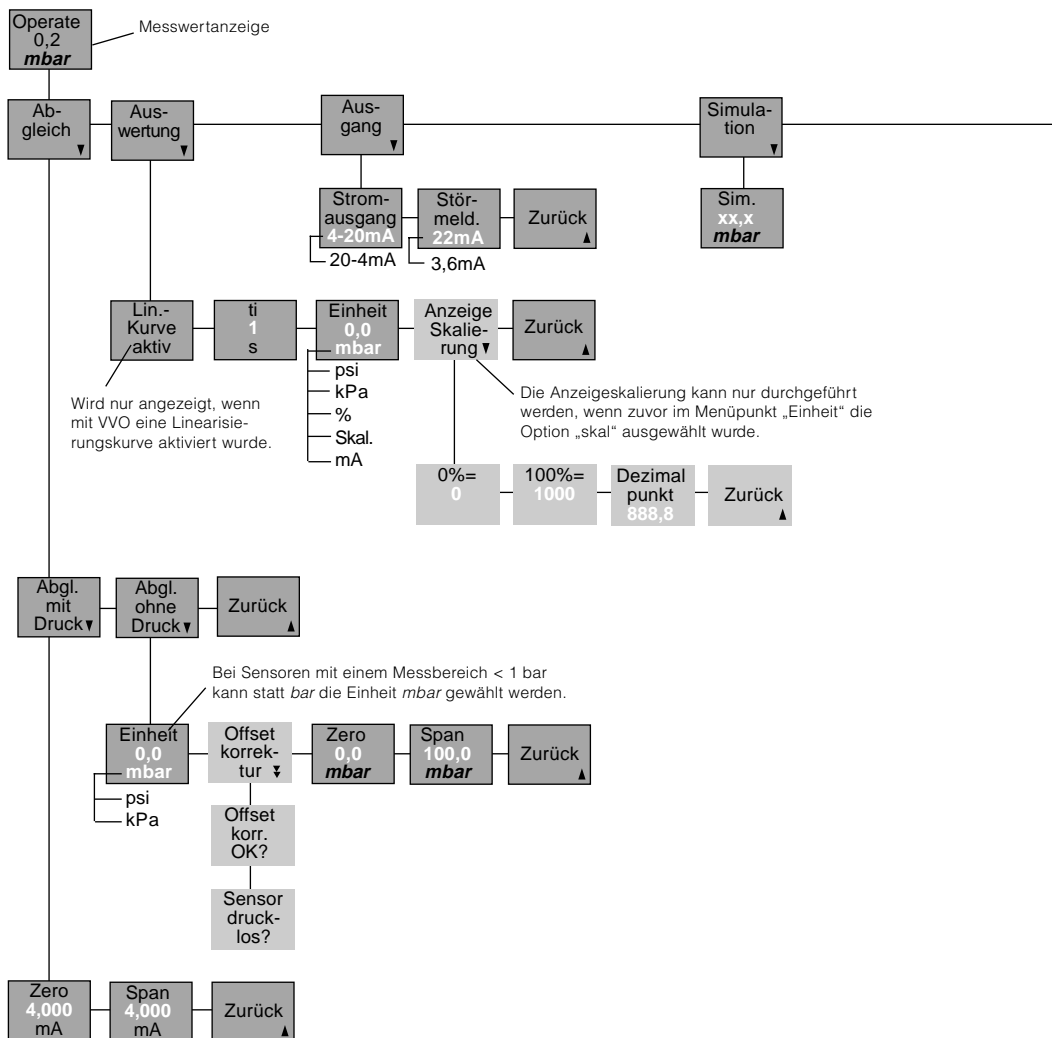 Operate
0,2
mbar
Messwertanzeige
Ab-
gleich
Aus-
wertung
Aus-
gang
Simula-
tion
Strom-
ausgang
4-20mA
20-4mA
Stör-
meld.
22mA
3,6mA
Zurück
Sim.
xx,x
mbar
Lin.-
Kurve
aktiv
ti
1
s
Einheit
0,0
mbar
psi
kPa
%
Skal.
mA
Anzeige
Skalie-
rung
Zurück
Wird nur angezeigt, wenn
mit VVO eine Linearisie-
rungskurve aktiviert wurde.
Die Anzeigeskalierung kann nur durchgeführt
werden, wenn zuvor im Menüpunkt „Einheit“ die
Option „skal“ ausgewählt wurde.
0%=
0
100%=
1000
Dezimal
punkt
888,8
Zurück
Abgl.
mit
Druck
Abgl.
ohne
Druck
Zurück
Bei Sensoren mit einem Messbereich < 1 bar
kann statt bar die Einheit mbar gewählt werden.
Einheit
0,0
mbar
psi
kPa
Offset
korrek-
tur
Zero
0,0
mbar
Span
100,0
mbar
Zurück
Offset
korr.
OK?
Sensor
druck-
los?
Zero
4,000
mA
Span
4,000
mA
Zurück